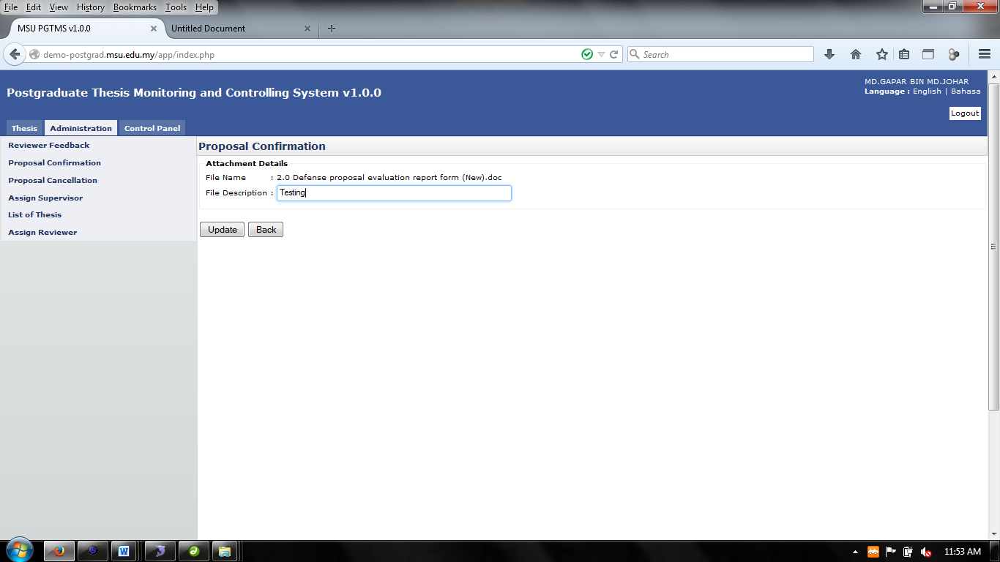 File Edit View History Bookmarks Tools Help
MSU PGTMS v1.0.0
Untitled Document
demo-postgrad.msu.edu.my/app/index.php
Search
Postgraduate Thesis Monitoring and Controlling System v1.0.0
MD.GAPAR BIN MD.JOHAR
Language : English | Bahasa
Logout
Thesis Administration Control Panel
Reviewer Feedback
Proposal Confirmation
Proposal Cancellation
Assign Supervisor
List of Thesis
Assign Reviewer
Proposal Confirmation
Attachment Details
File Name : 2.0 Defense proposal evaluation report form (New).doc
File Description : Testing
Update Back
11:53 AM